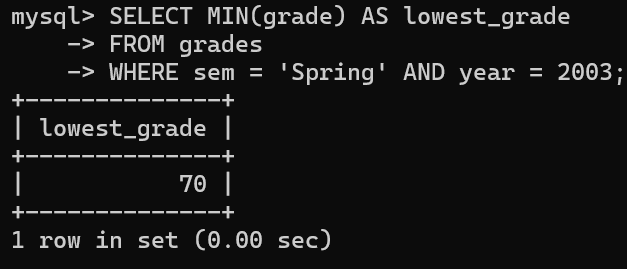 mysql> SELECT MIN(grade) AS lowest_grade
    -> FROM grades
    -> WHERE sem = 'Spring' AND year = 2003;
+--------------+
| lowest_grade |
+--------------+
|           70 |
+--------------+
1 row in set (0.00 sec)